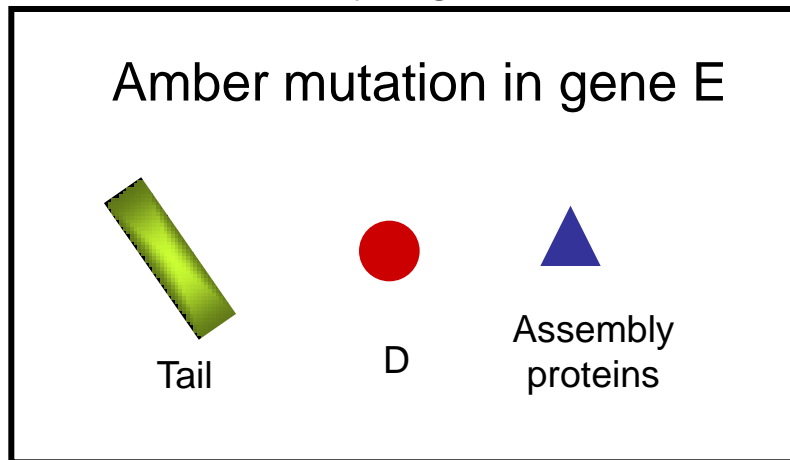 Amber mutation in gene E
Tail
D
Assembly
proteins